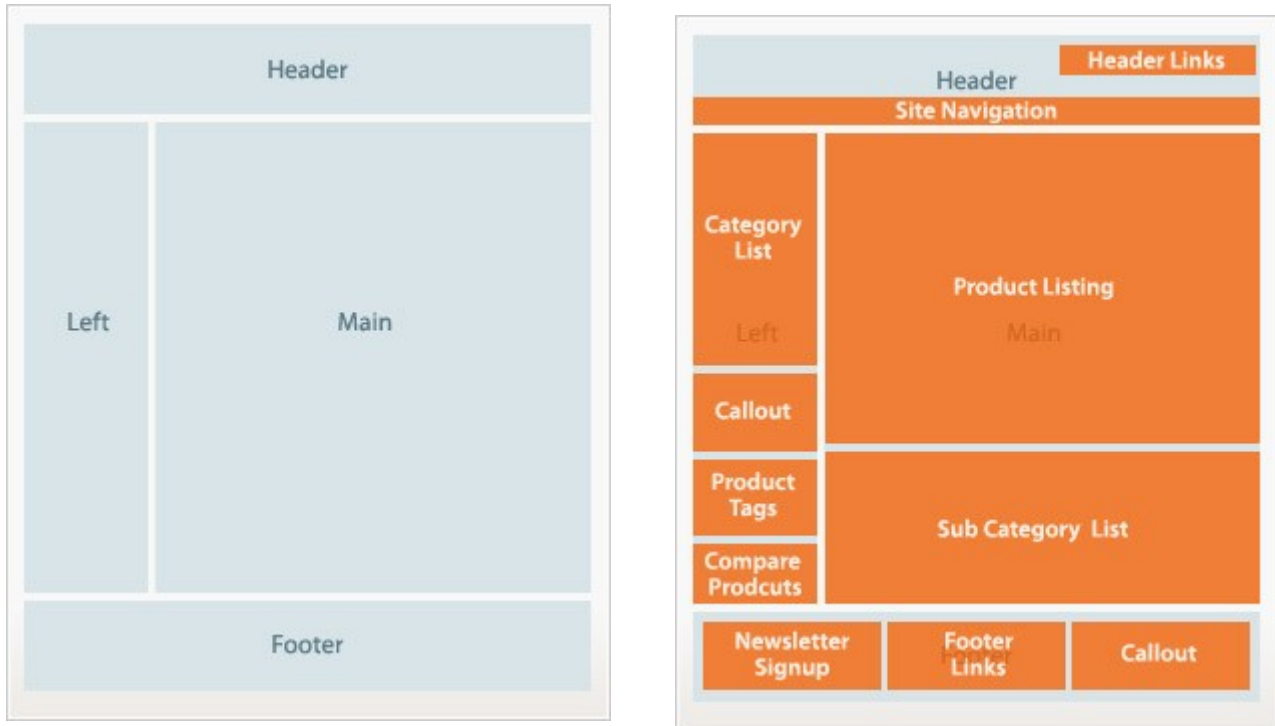 Header
Left
Main
Footer
Header Links
Header
Site Navigation
Category
List
Left
Product Listing
Main
Callout
Product
Tags
Sub Category List
Compare
Prodcuts
Newsletter
Signup
Footer
Footer
Links
Callout